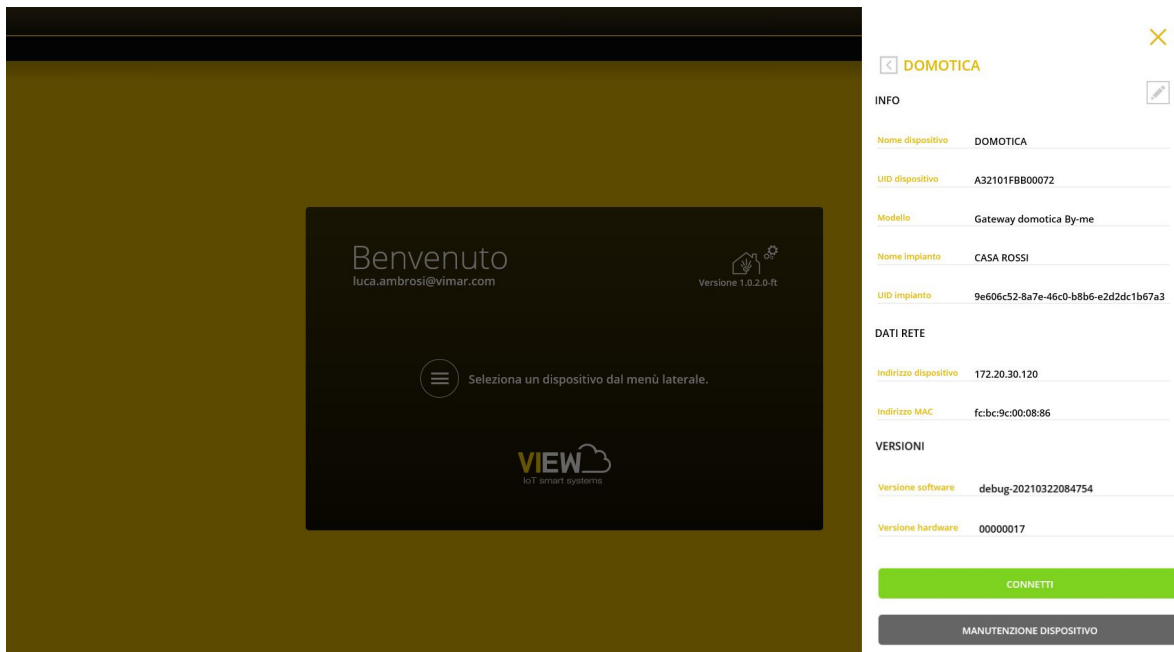 Benvenuto
luca.ambrosi@vimar.com
Versione 1.0.2.0-ft
Seleziona un dispositivo dal menù laterale.
VIEW
IoT smart systems
DOMOTICA
INFO
Nome dispositivo DOMOTICA
UID dispositivo A32101FBB00072
Modello Gateway domotica By-me
Nome impianto CASA ROSSI
UID impianto 9e606c52-8a7e-46c0-b8b6-e2d2dc1b67a3
DATI RETE
Indirizzo dispositivo 172.20.30.120
Indirizzo MAC fc:bc:9c:00:08:86
VERSIONI
Versione software debug-20210322084754
Versione hardware 00000017
CONNETTI
MANUTENZIONE DISPOSITIVO